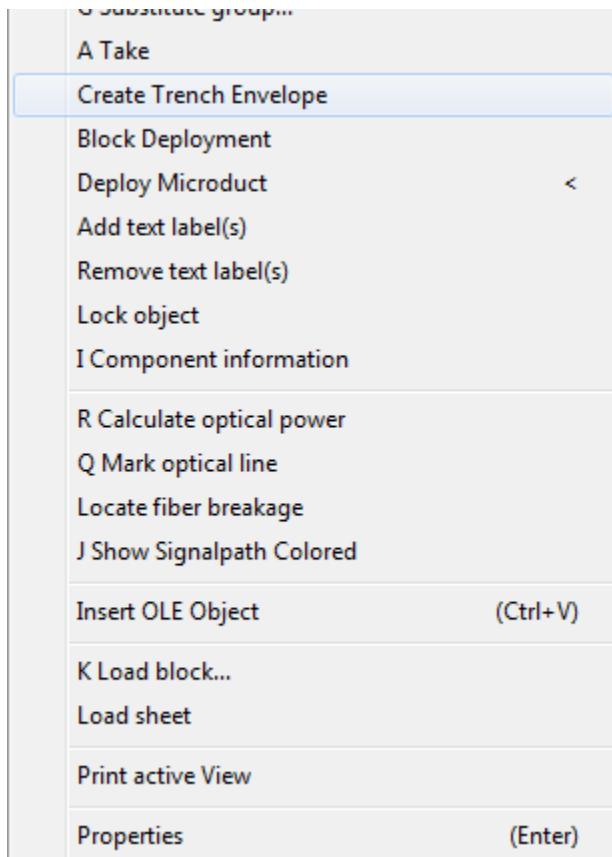 G Substitute group...
A Take
Create Trench Envelope
Block Deployment
Deploy Microduct <
Add text label(s)
Remove text label(s)
Lock object
I Component information
R Calculate optical power
Q Mark optical line
Locate fiber breakage
J Show Signalpath Colored
Insert OLE Object (Ctrl+V)
K Load block...
Load sheet
Print active View
Properties (Enter)